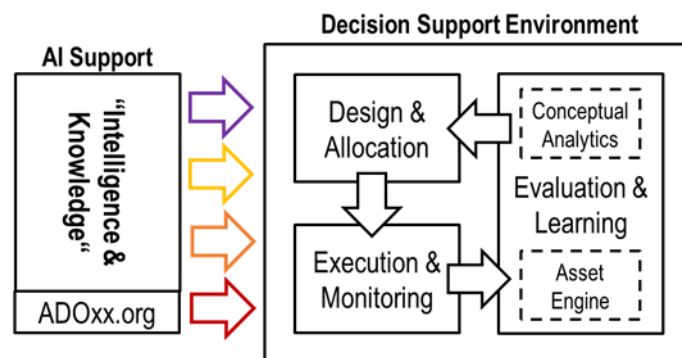 Decision Support Environment
AI Support
“Intelligence &
Knowledge“
ADOxx.org
Design &
Allocation
Execution &
Monitoring
Conceptual
Analytics
Evaluation &
Learning
Asset
Engine